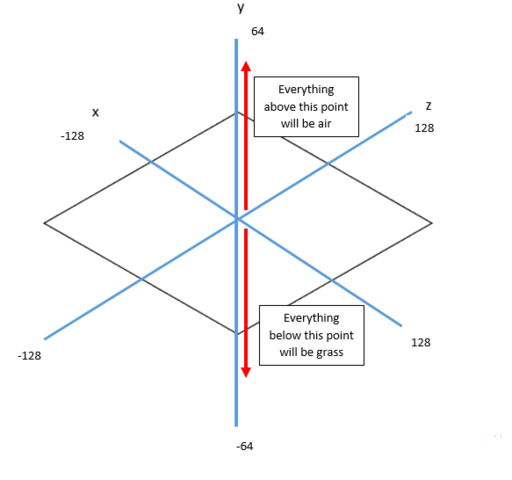 y
64
Everything
above this point
will be air
x
z
-128
128
Everything
below this point
will be grass
-128
128
-64